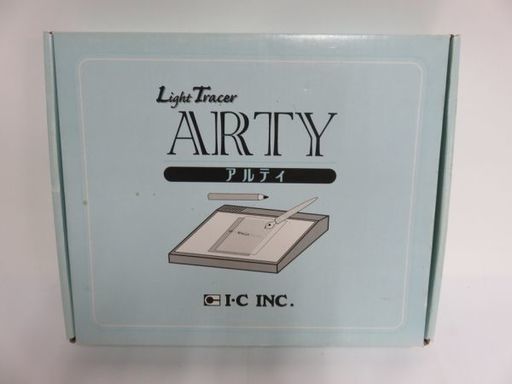 Light Tracer
ARTY
アルティ
I·C INC.